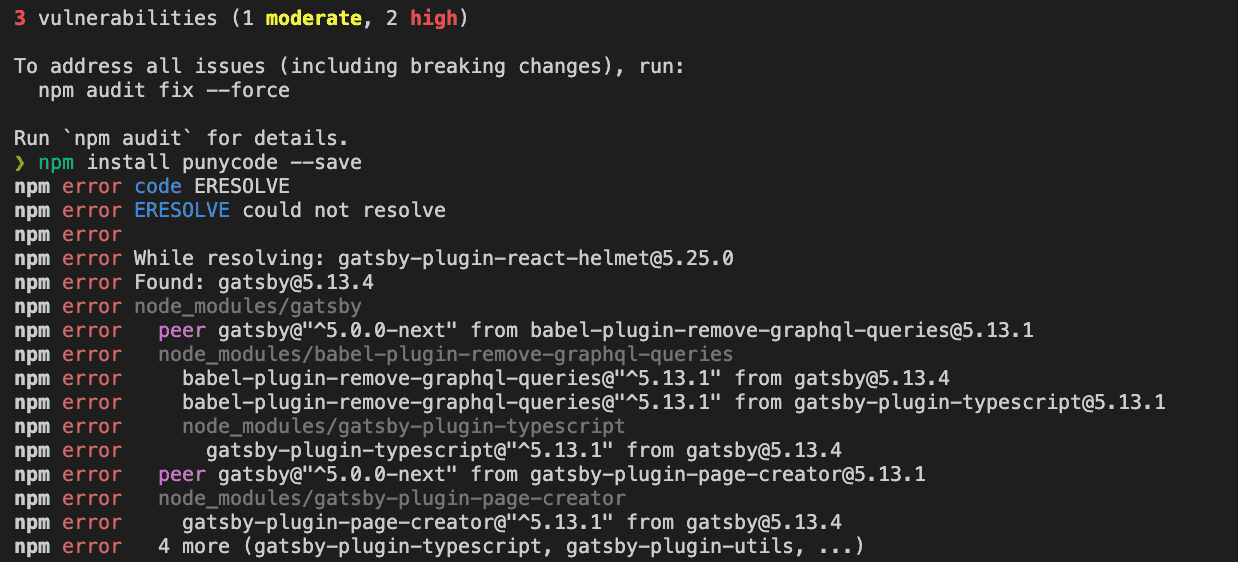 3 vulnerabilities (1 moderate, 2 high)
To address all issues (including breaking changes), run:
npm audit fix --force
Run `npm audit` for details.
❯ npm install punycode --save
npm error code ERESOLVE
npm error ERESOLVE could not resolve
npm error
npm error While resolving: gatsby-plugin-react-helmet@5.25.0
npm error Found: gatsby@5.13.4
npm error node_modules/gatsby
npm error   peer gatsby@"^5.0.0-next" from babel-plugin-remove-graphql-queries@5.13.1
npm error   node_modules/babel-plugin-remove-graphql-queries
npm error     babel-plugin-remove-graphql-queries@"^5.13.1" from gatsby@5.13.4
npm error     babel-plugin-remove-graphql-queries@"^5.13.1" from gatsby-plugin-typescript@5.13.1
npm error     node_modules/gatsby-plugin-typescript
npm error       gatsby-plugin-typescript@"^5.13.1" from gatsby@5.13.4
npm error   peer gatsby@"^5.0.0-next" from gatsby-plugin-page-creator@5.13.1
npm error   node_modules/gatsby-plugin-page-creator
npm error     gatsby-plugin-page-creator@"^5.13.1" from gatsby@5.13.4
npm error   4 more (gatsby-plugin-typescript, gatsby-plugin-utils, ...)